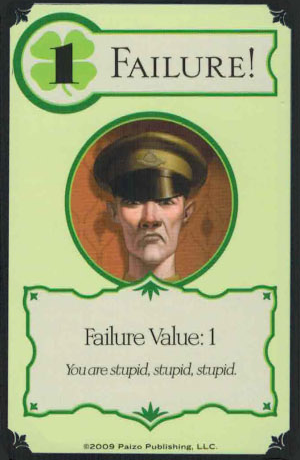 1 FAILURE!
Failure Value: 1
You are stupid, stupid, stupid.
©2009 Paizo Publishing, LLC.